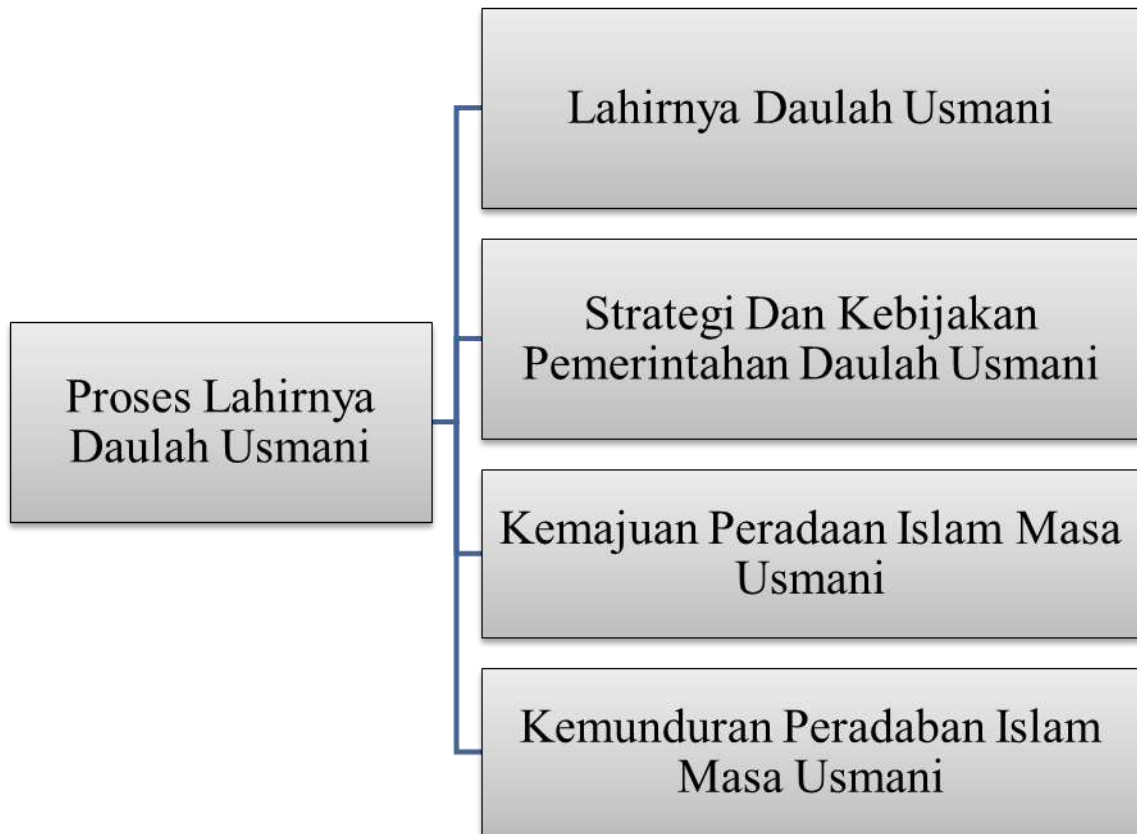 Proses Lahirnya
Daulah Usmani
Lahirnya Daulah Usmani
Strategi Dan Kebijakan
Pemerintahan Daulah Usmani
Kemajuan Peradaan Islam Masa
Usmani
Kemunduran Peradaban Islam
Masa Usmani